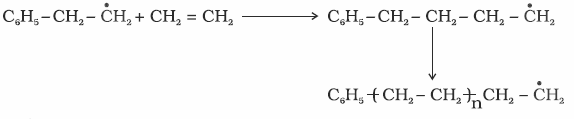 C₆H₅–CH₂–ĊH₂ + CH₂ = CH₂ ⟶ C₆H₅–CH₂–CH₂–CH₂–ĊH₂
C₆H₅–(CH₂–CH₂)ₙ–CH₂–ĊH₂